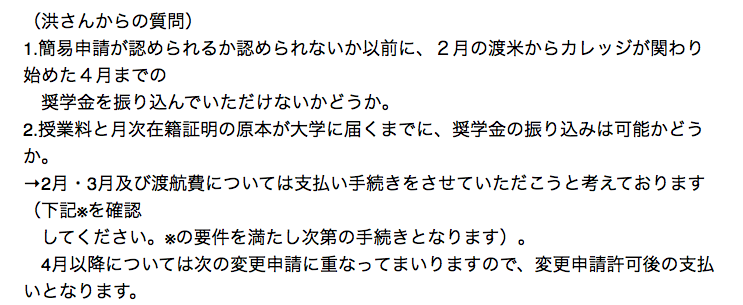 （洪さんからの質問）
1.簡易申請が認められるか認められないか以前に、２月の渡米からカレッジが関わり
始めた４月までの
奨学金を振り込んでいただけないかどうか。
2.授業料と月次在籍証明の原本が大学に届くまでに、奨学金の振り込みは可能かどう
か。
→2月・3月及び渡航費については支払い手続きをさせていただこうと考えております
（下記※を確認
してください。※の要件を満たし次第の手続きとなります）。
4月以降については次の変更申請に重なってまいりますので、変更申請許可後の支払
いとなります。